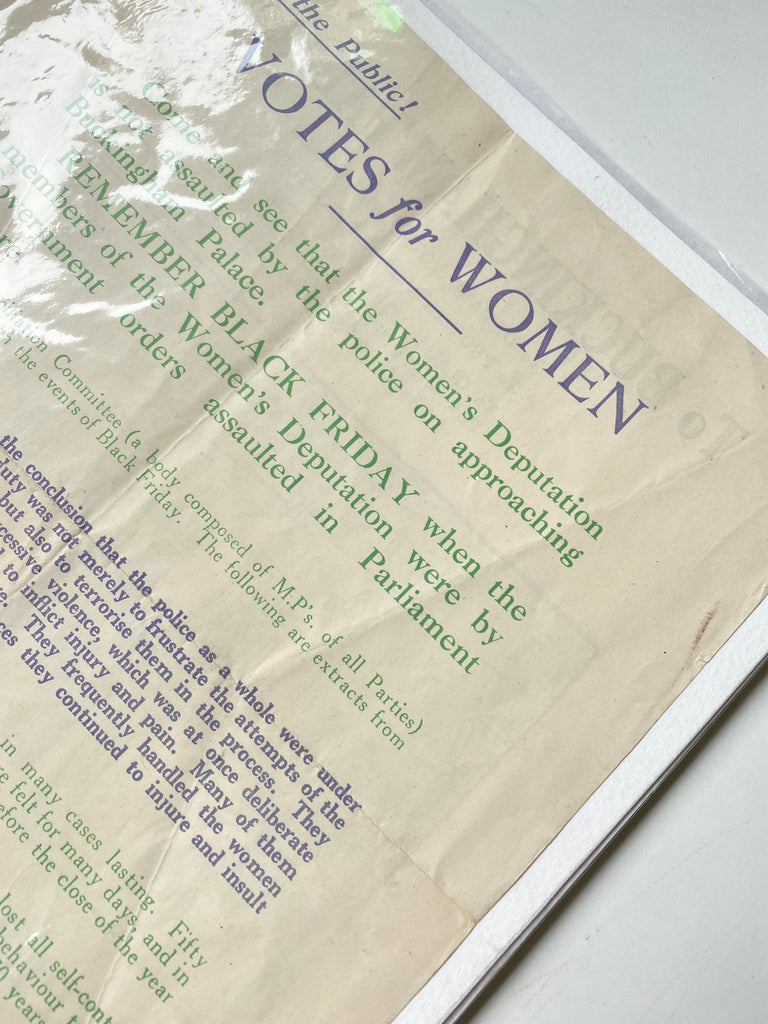 the Public!
VOTES for WOMEN
Come and see that the Women's Deputation
is not assaulted by the police on approaching
Buckingham Palace.
REMEMBER BLACK FRIDAY when the
members of the Women's Deputation were by
Government orders assaulted in Parliament
Committee (a body composed of M.P's. of all Parties)
the events of Black Friday. The following are extracts from
the conclusion that the police as a whole were under
duty was not merely to frustrate the attempts of the
but also to terrorise them in the process. They
violence, which was at once deliberate
to inflict injury and pain. Many of them
They frequently handled the women
they continued to injure and insult
in many cases lasting. Fifty
felt for many days, and in
the close of the year
lost all
behaviour
years